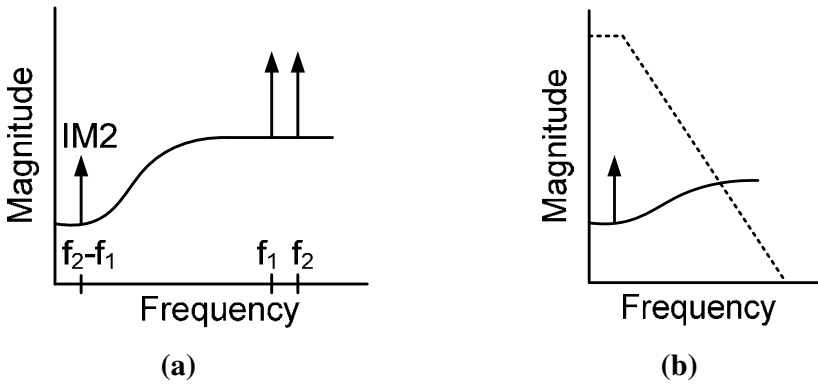 Magnitude
IM2
f₂-f₁
f₁
f₂
Frequency
(a)
Magnitude
Frequency
(b)